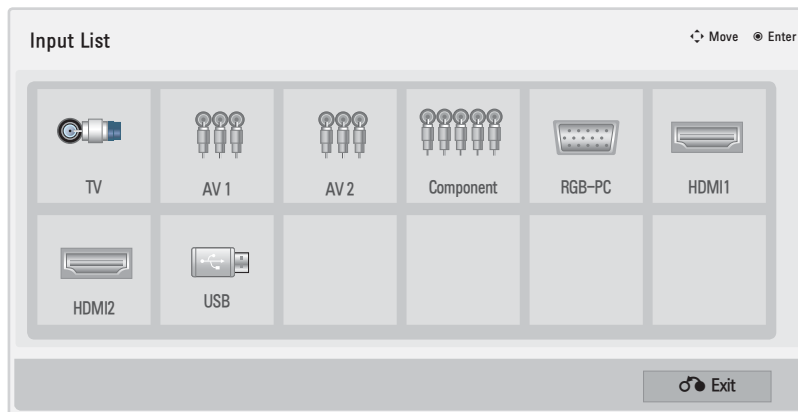 Input List
Move Enter
TV AV 1 AV 2 Component RGB-PC HDMI1
HDMI2 USB
Exit